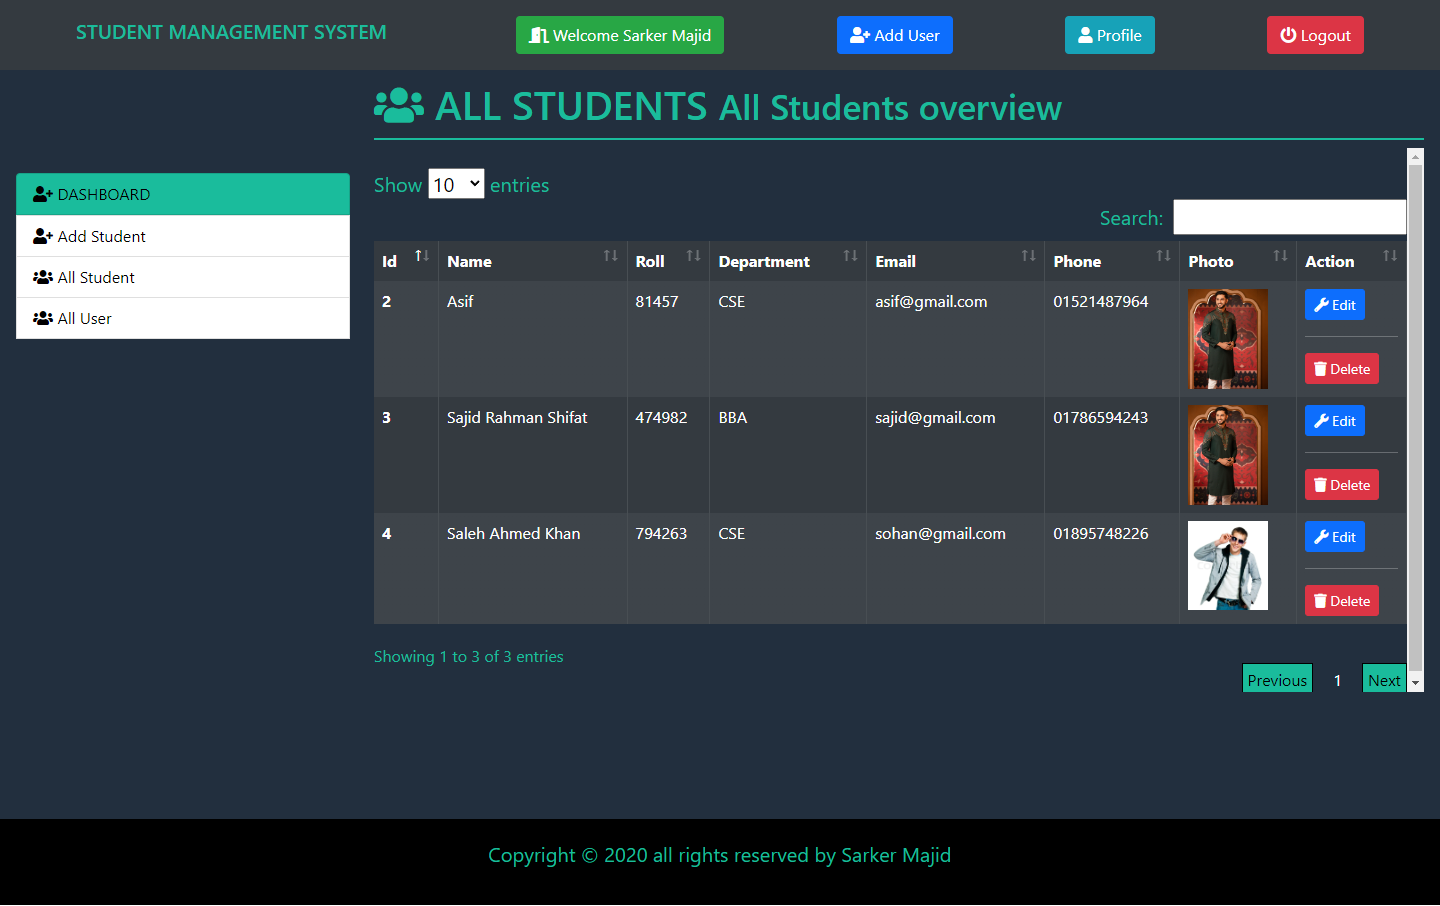 STUDENT MANAGEMENT SYSTEM
Welcome Sarker Majid
Add User
Profile
Logout
ALL STUDENTS All Students overview
DASHBOARD
Add Student
All Student
All User
Show 10 entries
Search:
Id Name Roll Department Email Phone Photo Action
2 Asif 81457 CSE asif@gmail.com 01521487964 Edit
Delete
3 Sajid Rahman Shifat 474982 BBA sajid@gmail.com 01786594243 Edit
Delete
4 Saleh Ahmed Khan 794263 CSE sohan@gmail.com 01895748226 Edit
Delete
Showing 1 to 3 of 3 entries
Previous 1 Next
Copyright © 2020 all rights reserved by Sarker Majid